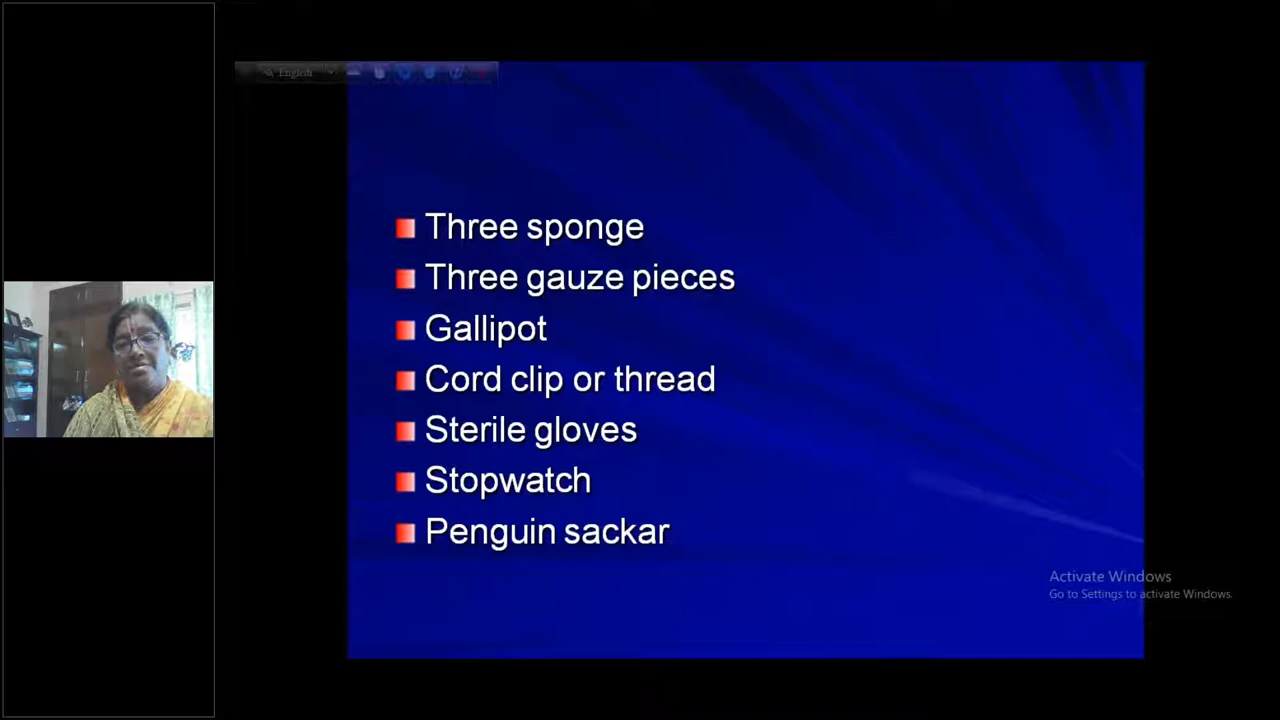 English
Three sponge
Three gauze pieces
Gallipot
Cord clip or thread
Sterile gloves
Stopwatch
Penguin sackar
Activate Windows
Go to Settings to activate Windows.